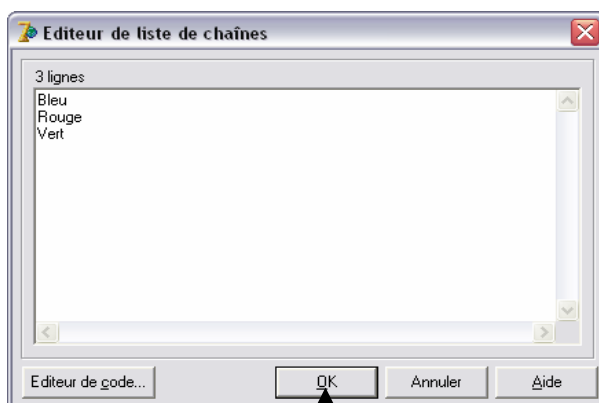 Editeur de liste de chaînes
3 lignes
Bleu
Rouge
Vert
Editeur de code... OK Annuler Aide